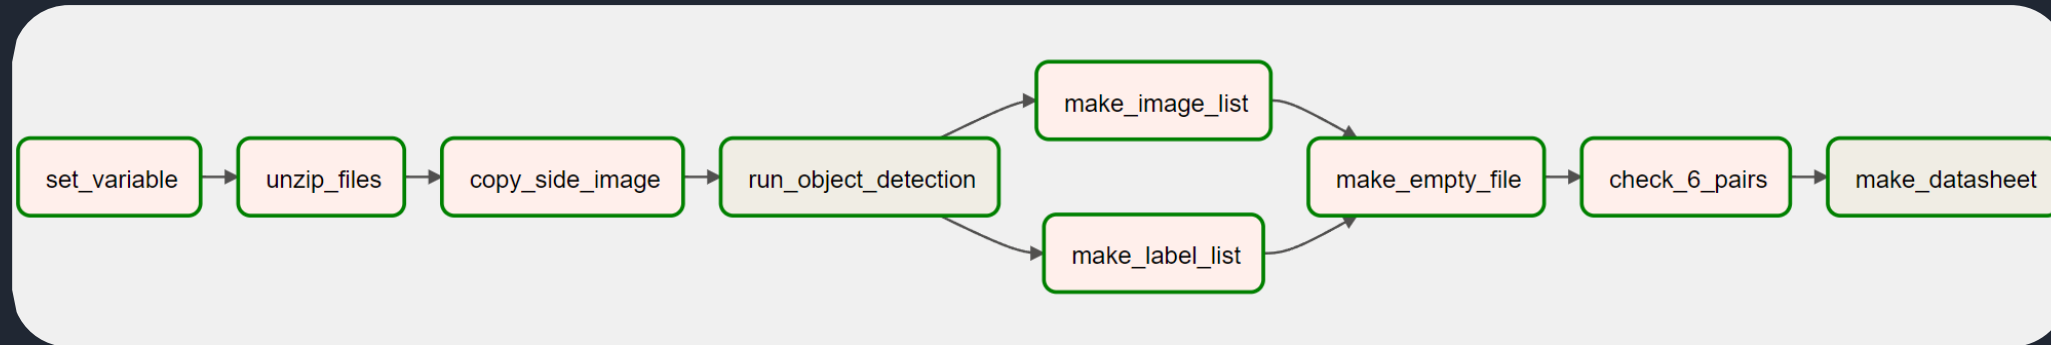 set_variable
unzip_files
copy_side_image
run_object_detection
make_image_list
make_label_list
make_empty_file
check_6_pairs
make_datasheet